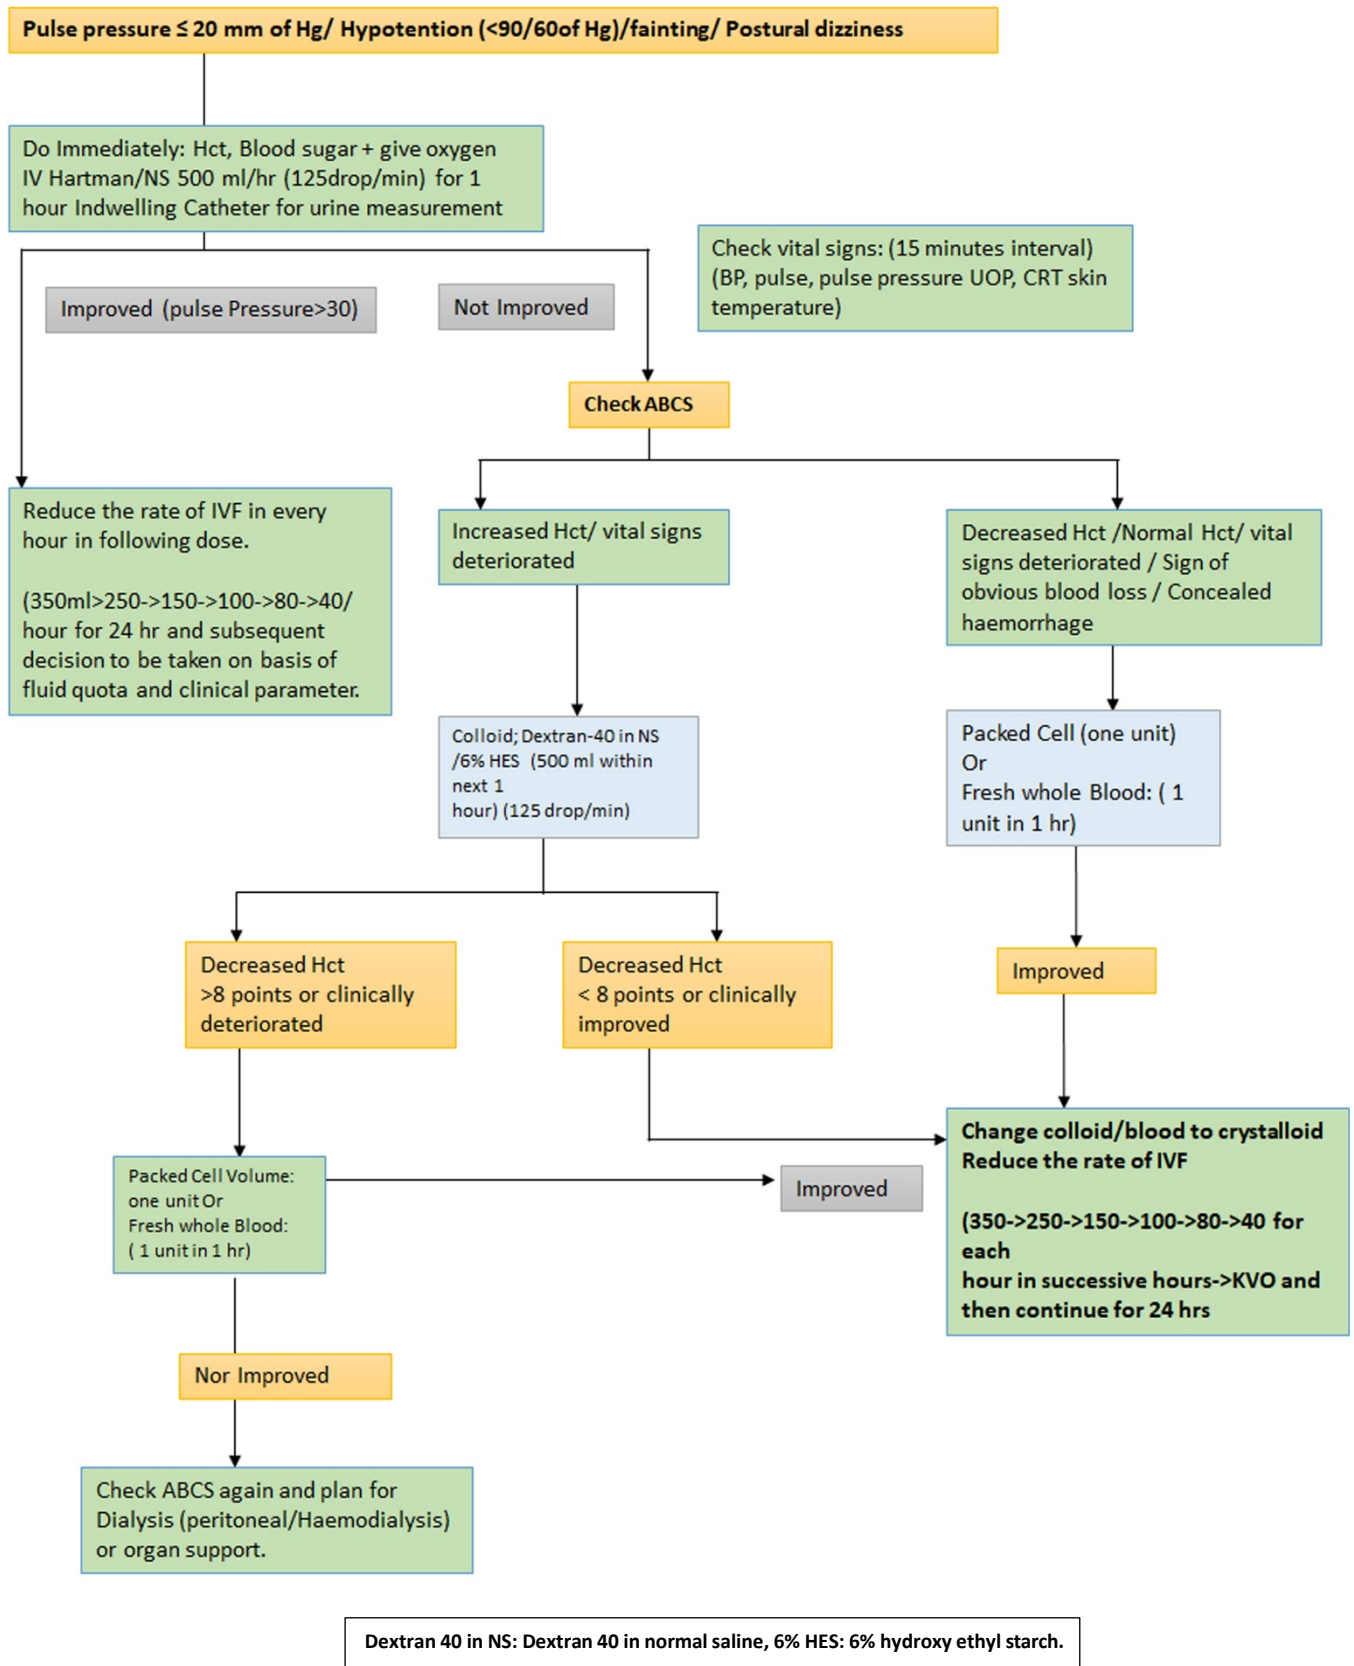 Pulse pressure ≤ 20 mm of Hg/ Hypotention (<90/60of Hg)/fainting/ Postural dizziness
Do Immediately: Hct, Blood sugar + give oxygen
IV Hartman/NS 500 ml/hr (125drop/min) for 1
hour Indwelling Catheter for urine measurement
Check vital signs: (15 minutes interval)
(BP, pulse, pulse pressure UOP, CRT skin
temperature)
Improved (pulse Pressure>30)
Not Improved
Check ABCS
Reduce the rate of IVF in every
hour in following dose.
(350ml>250->150->100->80->40/
hour for 24 hr and subsequent
decision to be taken on basis of
fluid quota and clinical parameter.
Increased Hct/ vital signs
deteriorated
Decreased Hct /Normal Hct/ vital
signs deteriorated / Sign of
obvious blood loss / Concealed
haemorrhage
Colloid; Dextran-40 in NS
/6% HES (500 ml within
next 1
hour) (125 drop/min)
Packed Cell (one unit)
Or
Fresh whole Blood: ( 1
unit in 1 hr)
Decreased Hct
>8 points or clinically
deteriorated
Decreased Hct
< 8 points or clinically
improved
Improved
Packed Cell Volume:
one unit Or
Fresh whole Blood:
( 1 unit in 1 hr)
Improved
Change colloid/blood to crystalloid
Reduce the rate of IVF
(350->250->150->100->80->40 for
each
hour in successive hours->KVO and
then continue for 24 hrs
Nor Improved
Check ABCS again and plan for
Dialysis (peritoneal/Haemodialysis)
or organ support.
Dextran 40 in NS: Dextran 40 in normal saline, 6% HES: 6% hydroxy ethyl starch.